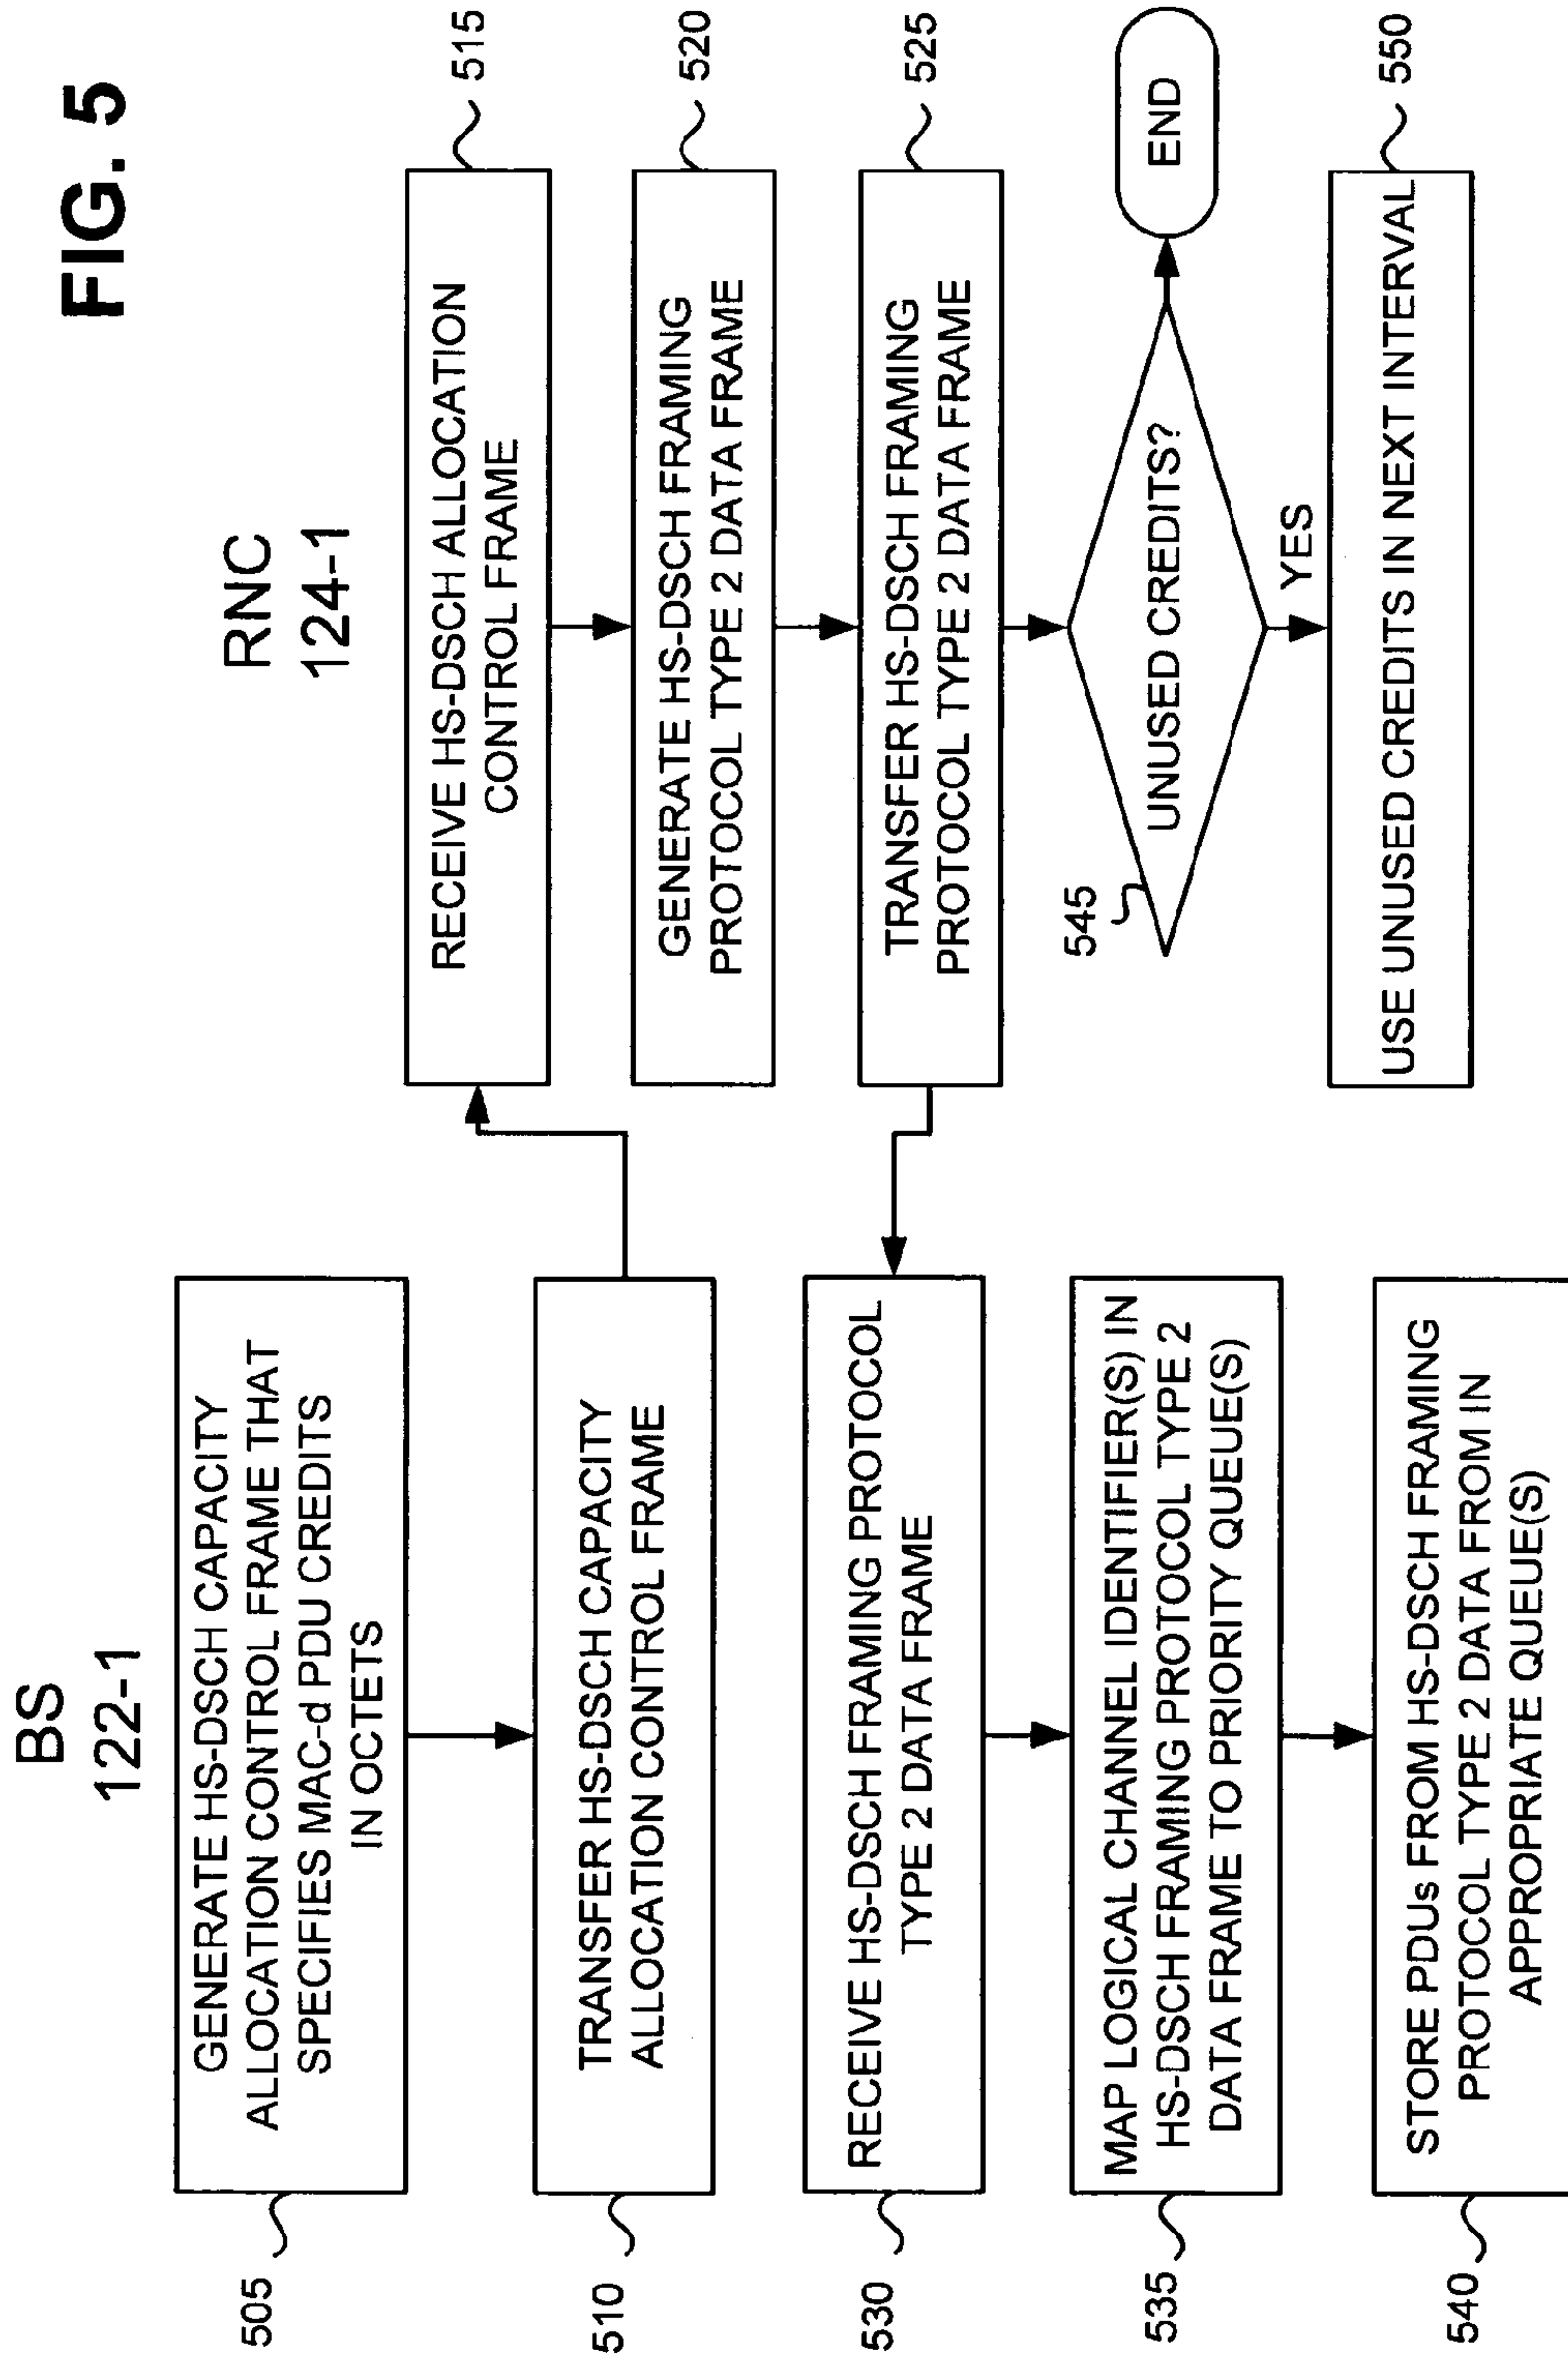 FIG. 5
BS
122-1
RNC
124-1
505
GENERATE HS-DSCH CAPACITY
ALLOCATION CONTROL FRAME THAT
SPECIFIES MAC-d PDU CREDITS
IN OCTETS
510
TRANSFER HS-DSCH CAPACITY
ALLOCATION CONTROL FRAME
RECEIVE HS-DSCH ALLOCATION
CONTROL FRAME
515
GENERATE HS-DSCH FRAMING
PROTOCOL TYPE 2 DATA FRAME
520
TRANSFER HS-DSCH FRAMING
PROTOCOL TYPE 2 DATA FRAME
525
530
RECEIVE HS-DSCH FRAMING PROTOCOL
TYPE 2 DATA FRAME
535
MAP LOGICAL CHANNEL IDENTIFIER(S) IN
HS-DSCH FRAMING PROTOCOL TYPE 2
DATA FRAME TO PRIORITY QUEUE(S)
540
STORE PDUs FROM HS-DSCH FRAMING
PROTOCOL TYPE 2 DATA FROM IN
APPROPRIATE QUEUE(S)
545
UNUSED CREDITS?
END
YES
USE UNUSED CREDITS IN NEXT INTERVAL
550